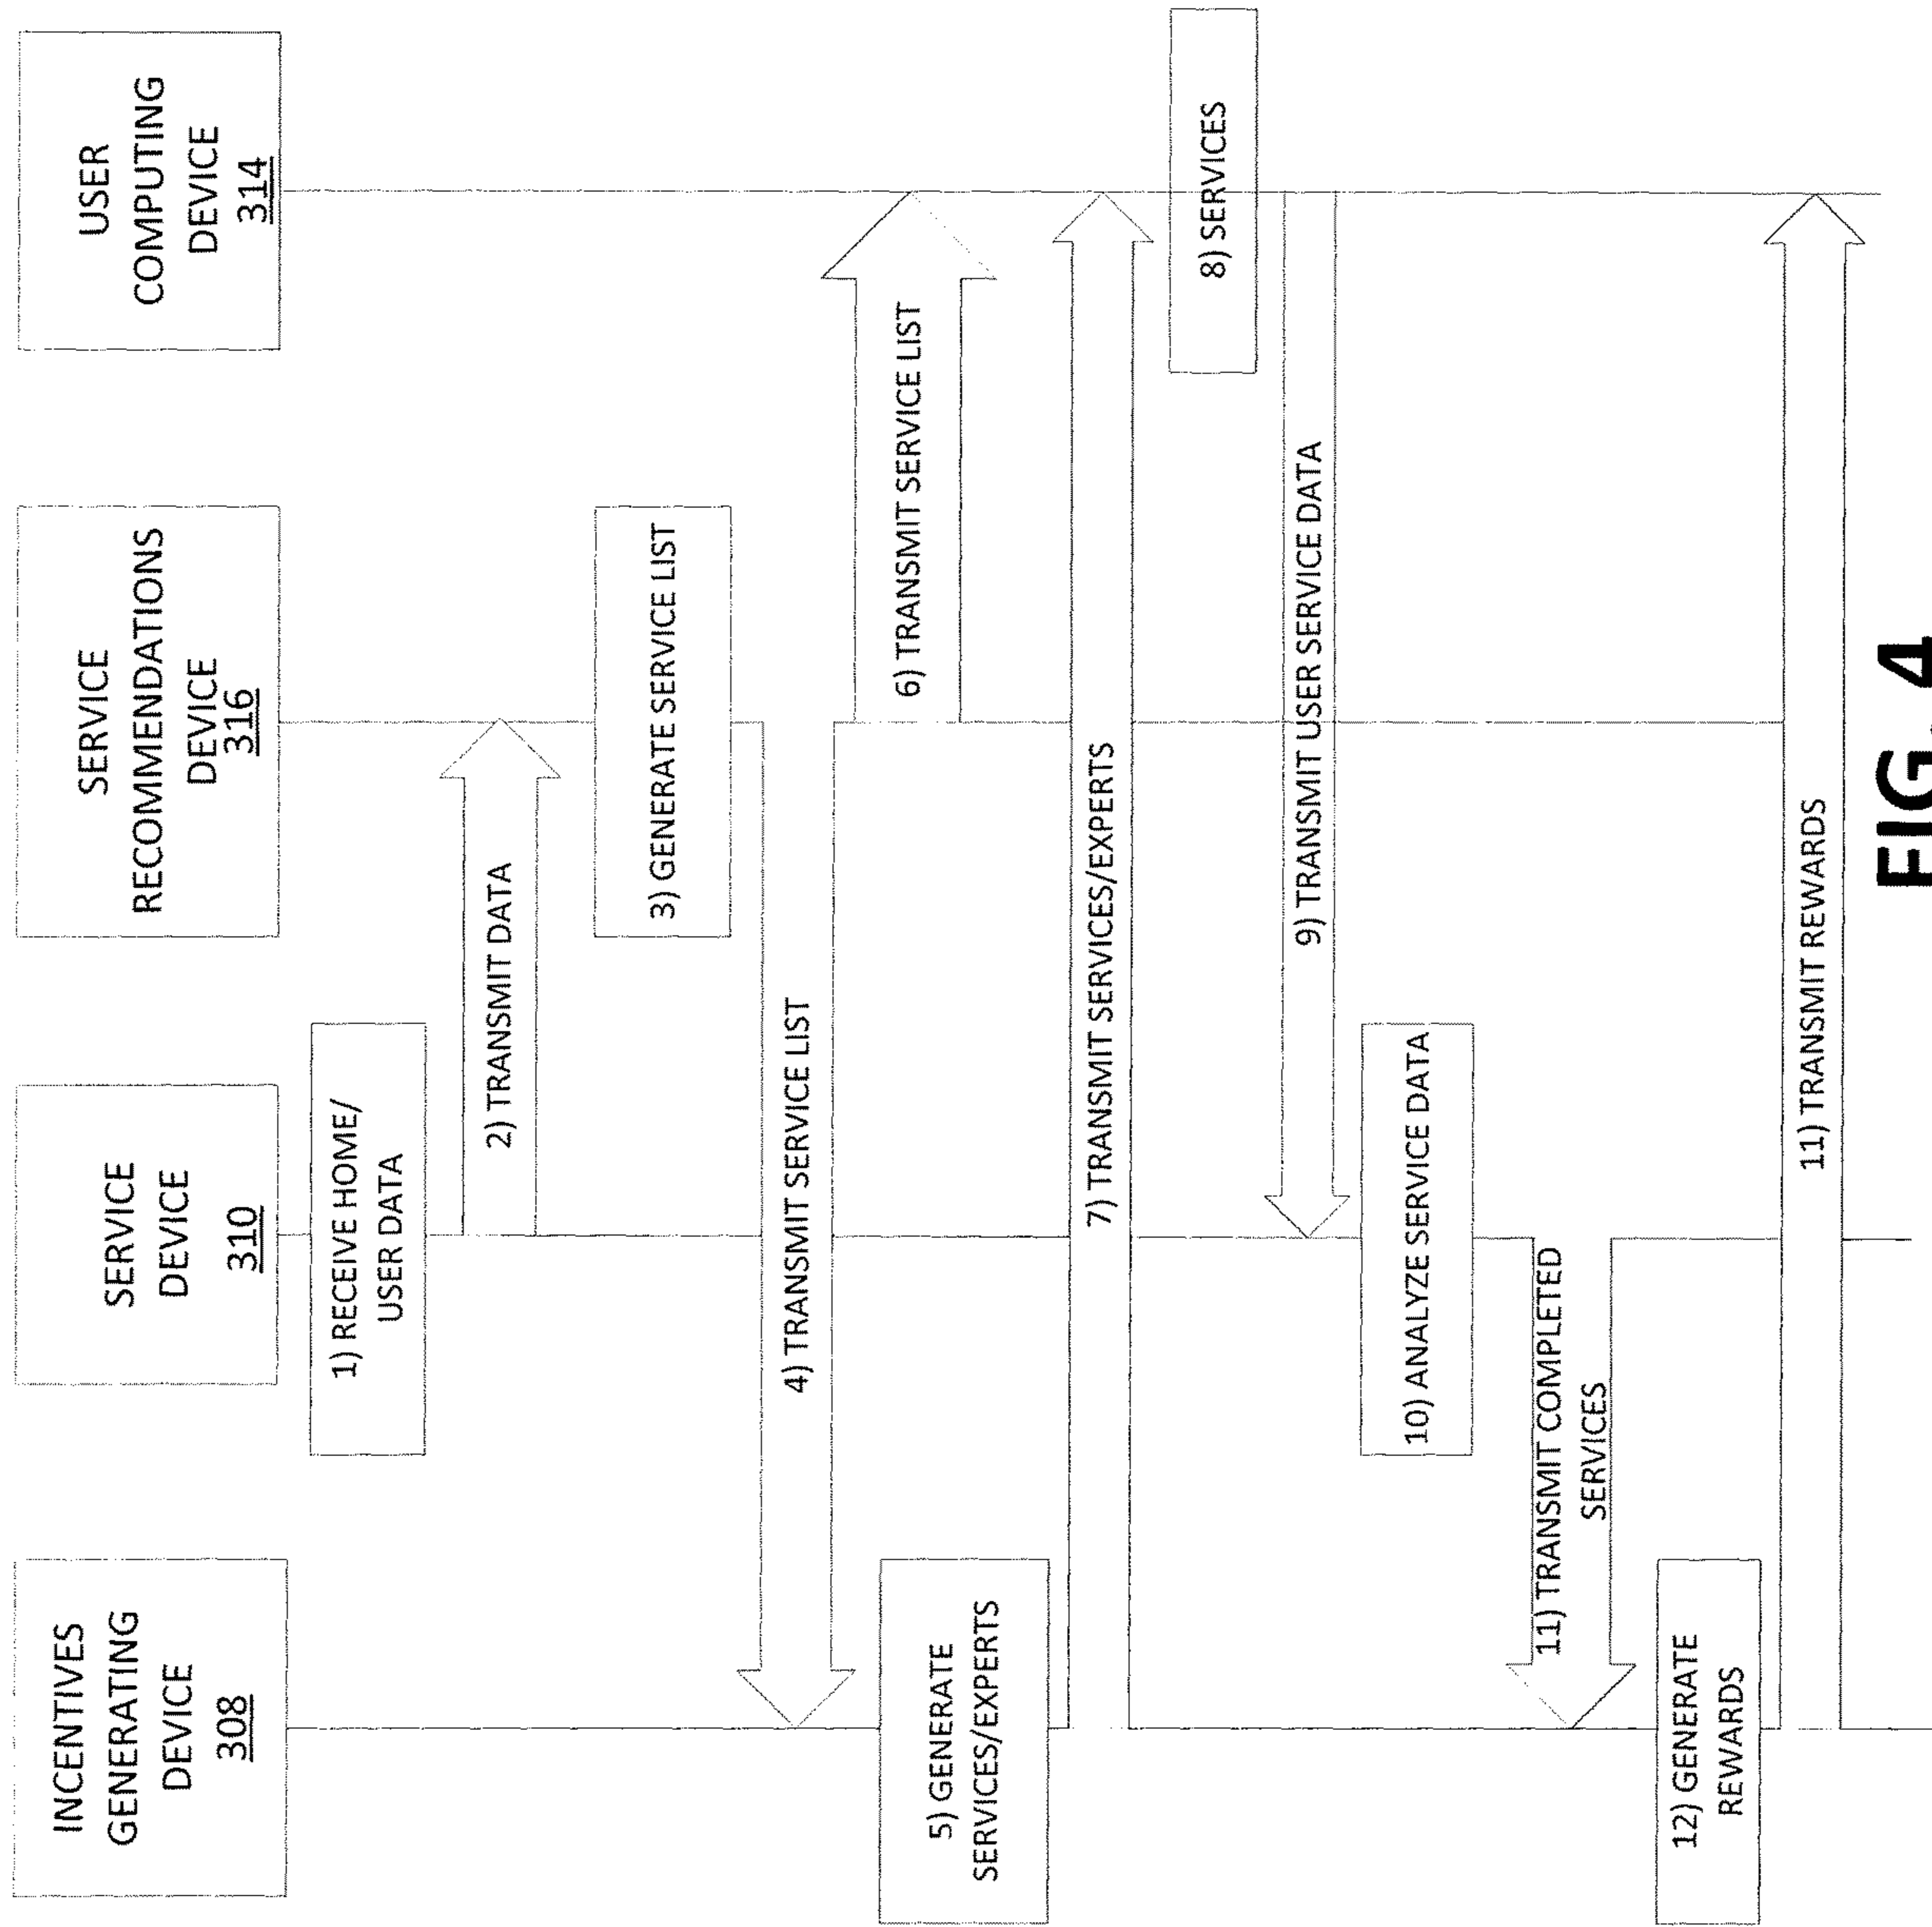 INCENTIVES
GENERATING
DEVICE
308
SERVICE
DEVICE
310
SERVICE
RECOMMENDATIONS
DEVICE
316
USER
COMPUTING
DEVICE
314
1) RECEIVE HOME/
USER DATA
2) TRANSMIT DATA
3) GENERATE SERVICE LIST
4) TRANSMIT SERVICE LIST
5) GENERATE
SERVICES/EXPERTS
6) TRANSMIT SERVICE LIST
7) TRANSMIT SERVICES/EXPERTS
8) SERVICES
9) TRANSMIT USER SERVICE DATA
10) ANALYZE SERVICE DATA
11) TRANSMIT COMPLETED
SERVICES
12) GENERATE
REWARDS
11) TRANSMIT REWARDS
FIG. 4